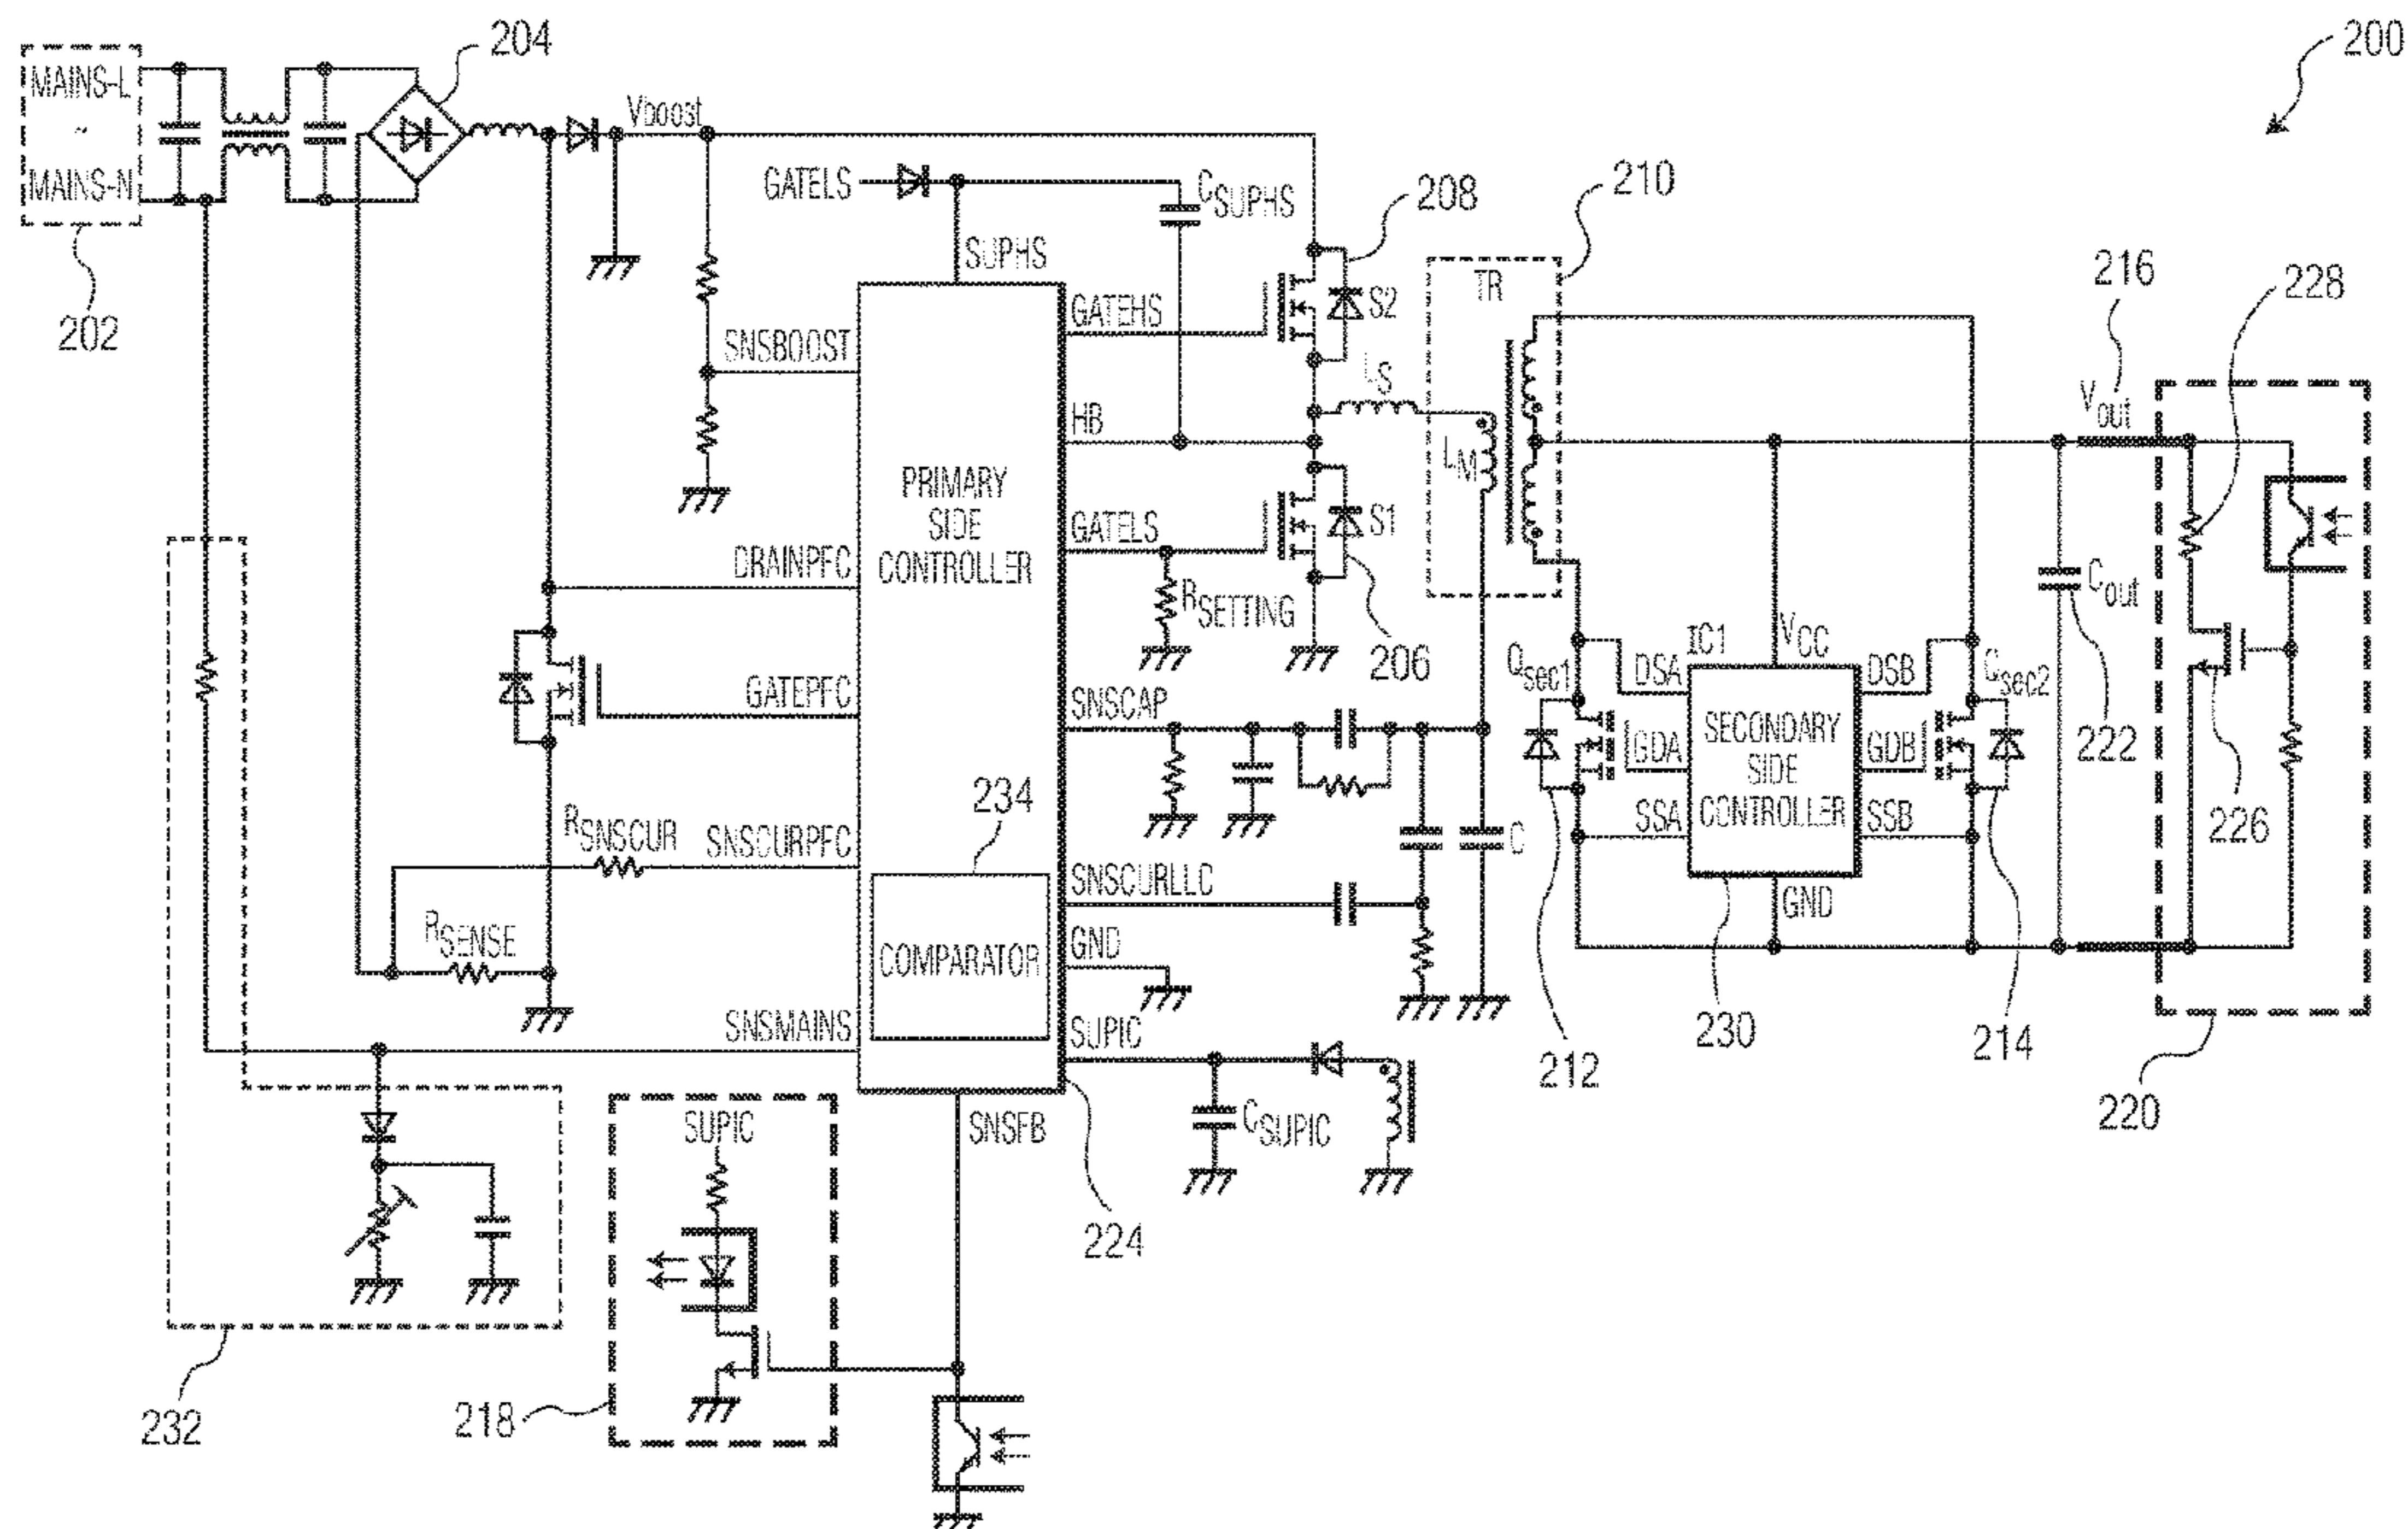 200
204
MAINS-L
~
MAINS-N
202
Vboost
GATELS
CSUPHS
SUPHS
208
210
TR
216
228
GATEHS
S2
SNSBOOST
LS
HB
LM
Vout
PRIMARY
SIDE
CONTROLLER
GATELS
S1
RSETTING
206
DRAINPFC
Cout
222
GATEPFC
SNSCAP
Qsec1
DSA
IC1
VCC
DSB
Qsec2
GDA
SECONDARY
SIDE
CONTROLLER
GDB
SSA
SSB
226
RSNSCUR
SNSCURPFC
234
C
SNSCURLLC
GND
RSENSE
COMPARATOR
GND
SNSMAINS
SUPIC
212
230
214
220
SUPIC
SNSFB
CSUPIC
224
232
218